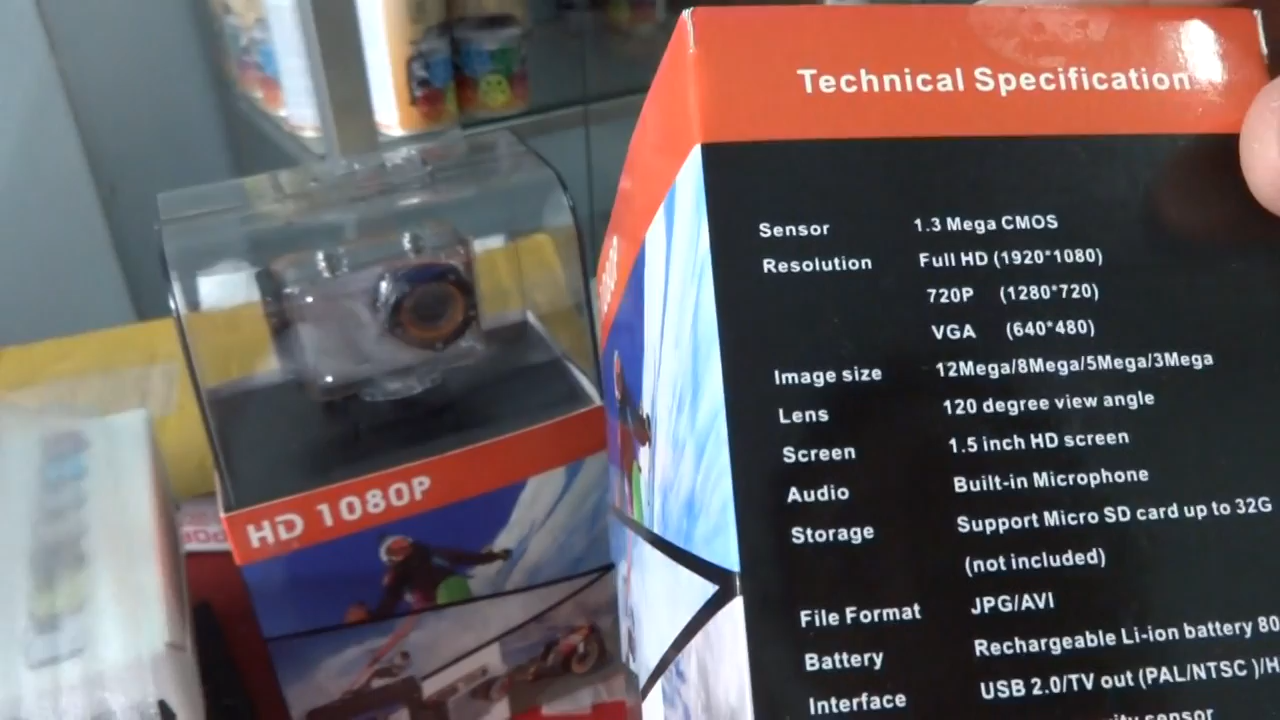 Technical Specification
Sensor 1.3 Mega CMOS
Resolution Full HD (1920*1080)
720P (1280*720)
VGA (640*480)
Image size 12Mega/8Mega/5Mega/3Mega
Lens 120 degree view angle
Screen 1.5 inch HD screen
Audio Built-in Microphone
Storage Support Micro SD card up to 32G
(not included)
File Format JPG/AVI
Battery Rechargeable Li-ion battery 80
Interface USB 2.0/TV out (PAL/NTSC )/H
sensor
HD 1080P